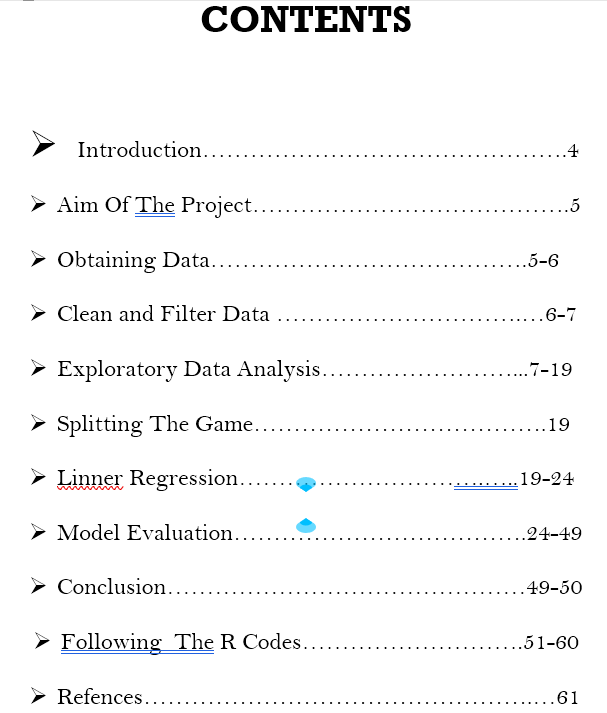 CONTENTS
Introduction……………………………………….4
Aim Of The Project………………………………….5
Obtaining Data………………………………….5-6
Clean and Filter Data …………………………..…6-7
Exploratory Data Analysis……………………...7-19
Splitting The Game……………………………….19
Linner Regression……………………………….19-24
Model Evaluation……………………………….24-49
Conclusion………………………………………49-50
Following  The R Codes……………………….51-60
Refences…………………………………………..…61